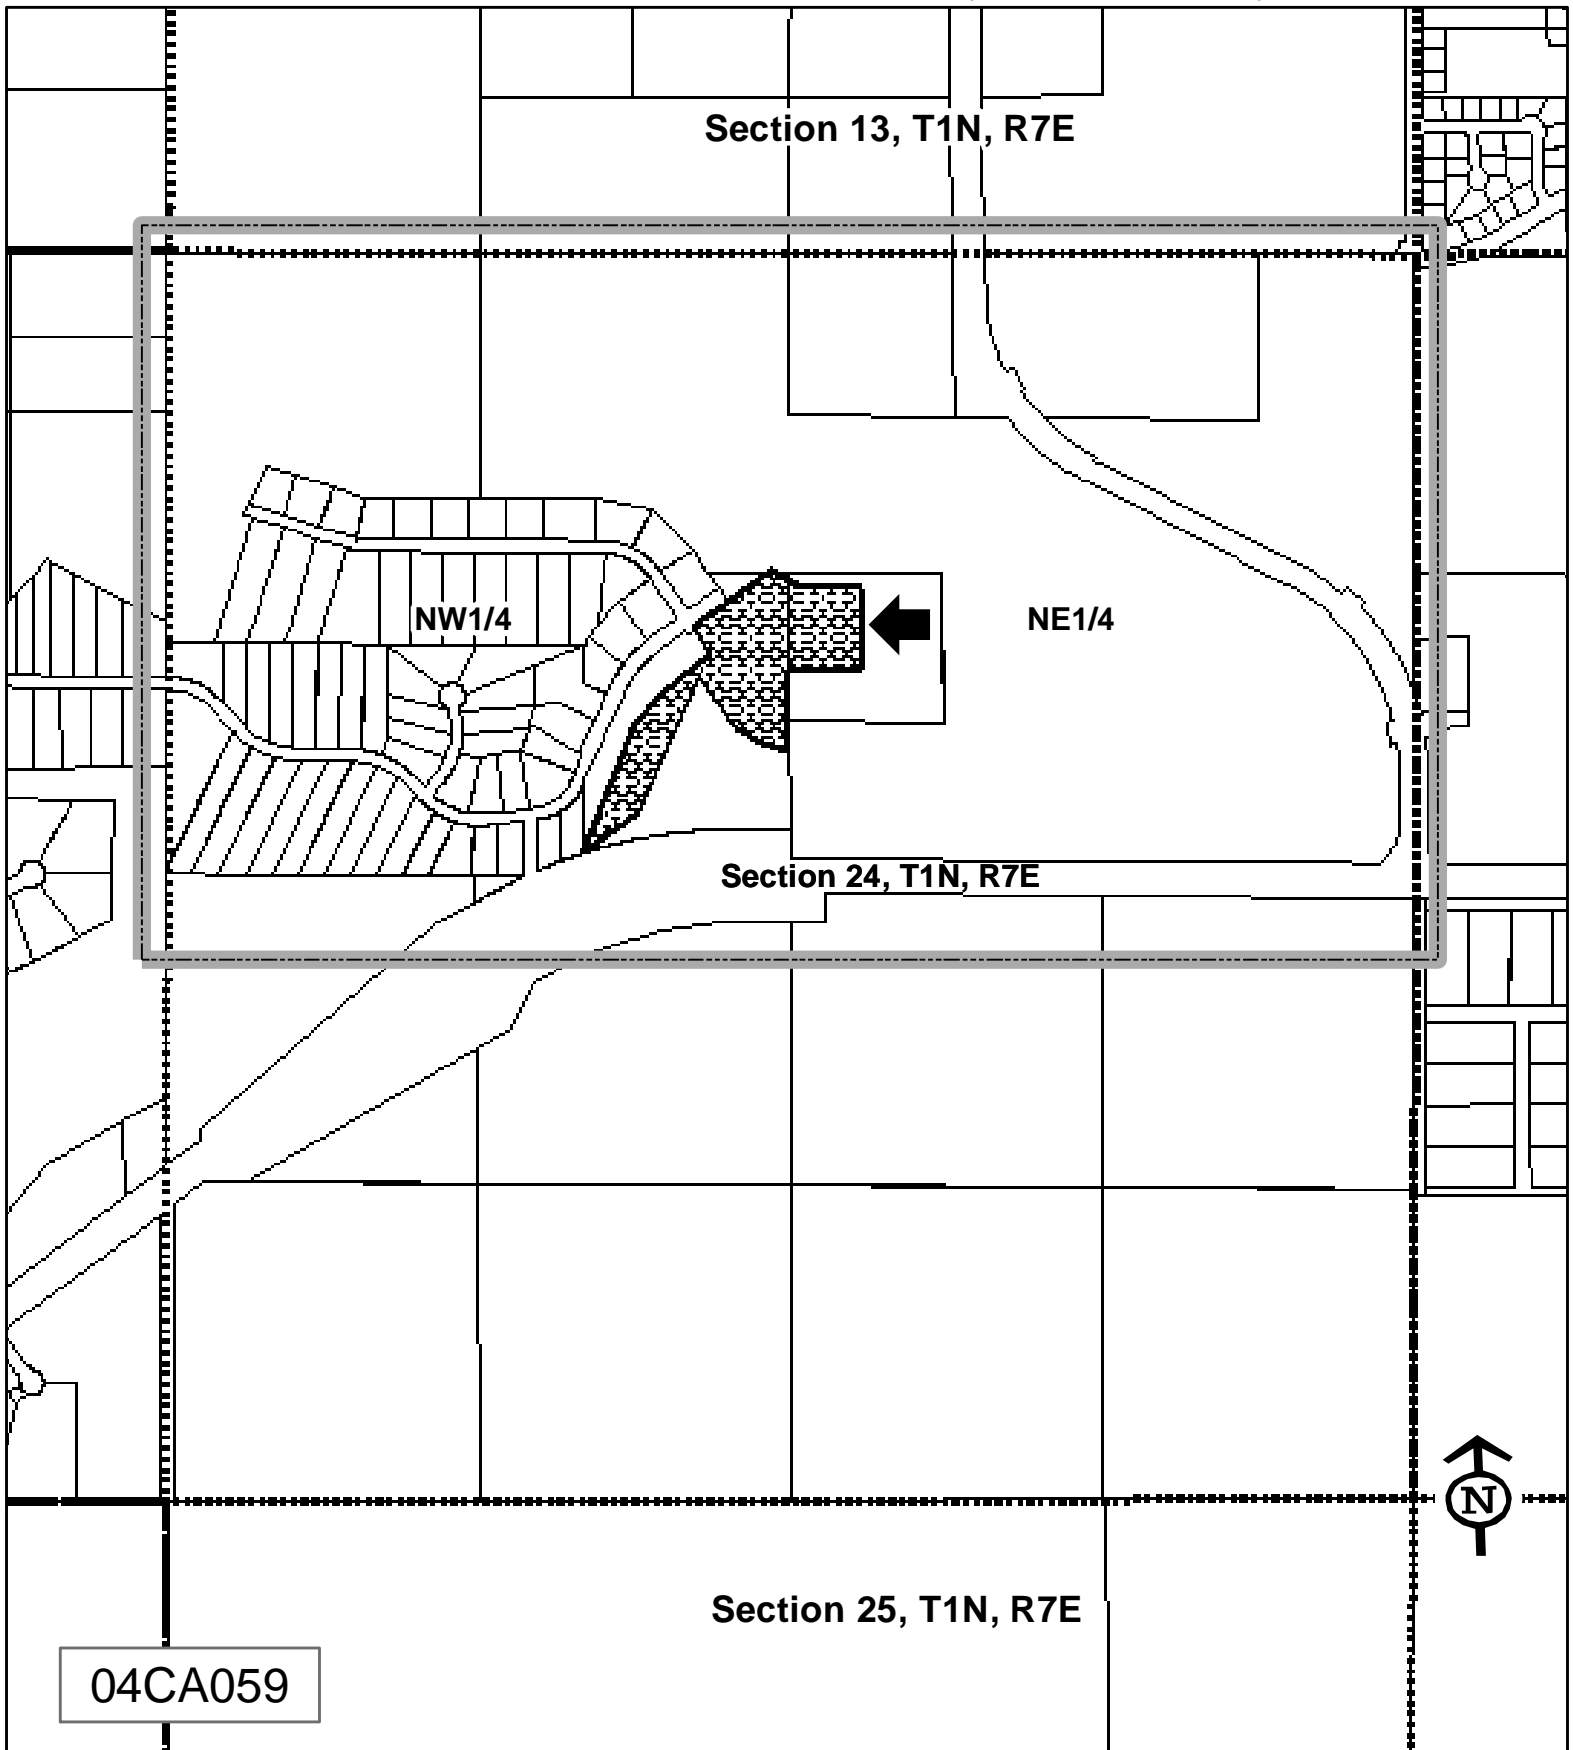 Section 13, T1N, R7E
NW1/4
NE1/4
Section 24, T1N, R7E
N
Section 25, T1N, R7E
04CA059